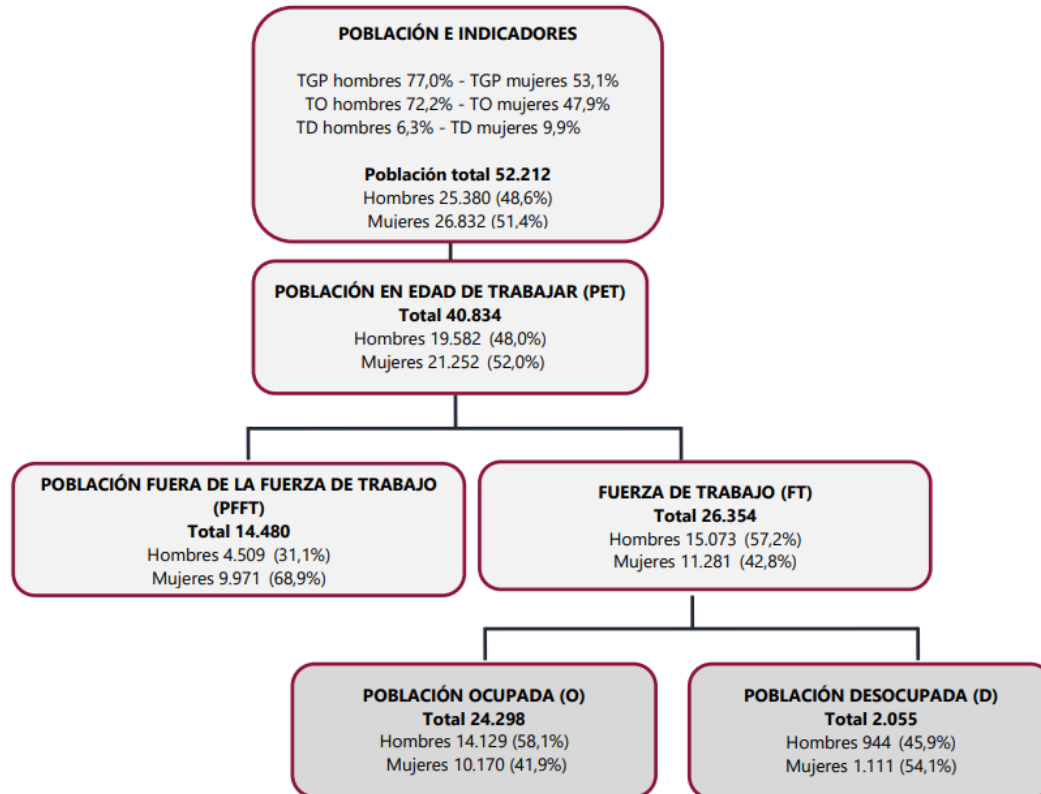 POBLACIÓN E INDICADORES
TGP hombres 77,0% - TGP mujeres 53,1%
TO hombres 72,2% - TO mujeres 47,9%
TD hombres 6,3% - TD mujeres 9,9%
Población total 52.212
Hombres 25.380 (48,6%)
Mujeres 26.832 (51,4%)
POBLACIÓN EN EDAD DE TRABAJAR (PET)
Total 40.834
Hombres 19.582 (48,0%)
Mujeres 21.252 (52,0%)
POBLACIÓN FUERA DE LA FUERZA DE TRABAJO
(PFFT)
Total 14.480
Hombres 4.509 (31,1%)
Mujeres 9.971 (68,9%)
FUERZA DE TRABAJO (FT)
Total 26.354
Hombres 15.073 (57,2%)
Mujeres 11.281 (42,8%)
POBLACIÓN OCUPADA (O)
Total 24.298
Hombres 14.129 (58,1%)
Mujeres 10.170 (41,9%)
POBLACIÓN DESOCUPADA (D)
Total 2.055
Hombres 944 (45,9%)
Mujeres 1.111 (54,1%)